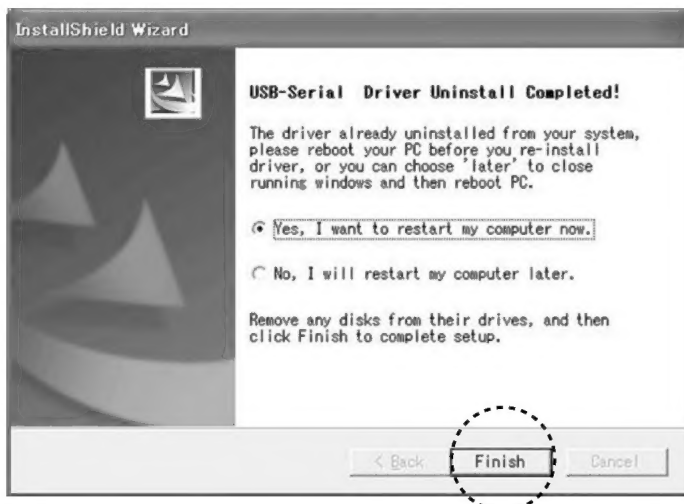 InstallShield Wizard
USB-Serial Driver Uninstall Completed!
The driver already uninstalled from your system,
please reboot your PC before you re-install
driver, or you can choose 'later' to close
running windows and then reboot PC.
Yes, I want to restart my computer now.
No, I will restart my computer later.
Remove any disks from their drives, and then
click Finish to complete setup.
< Back Finish Cancel